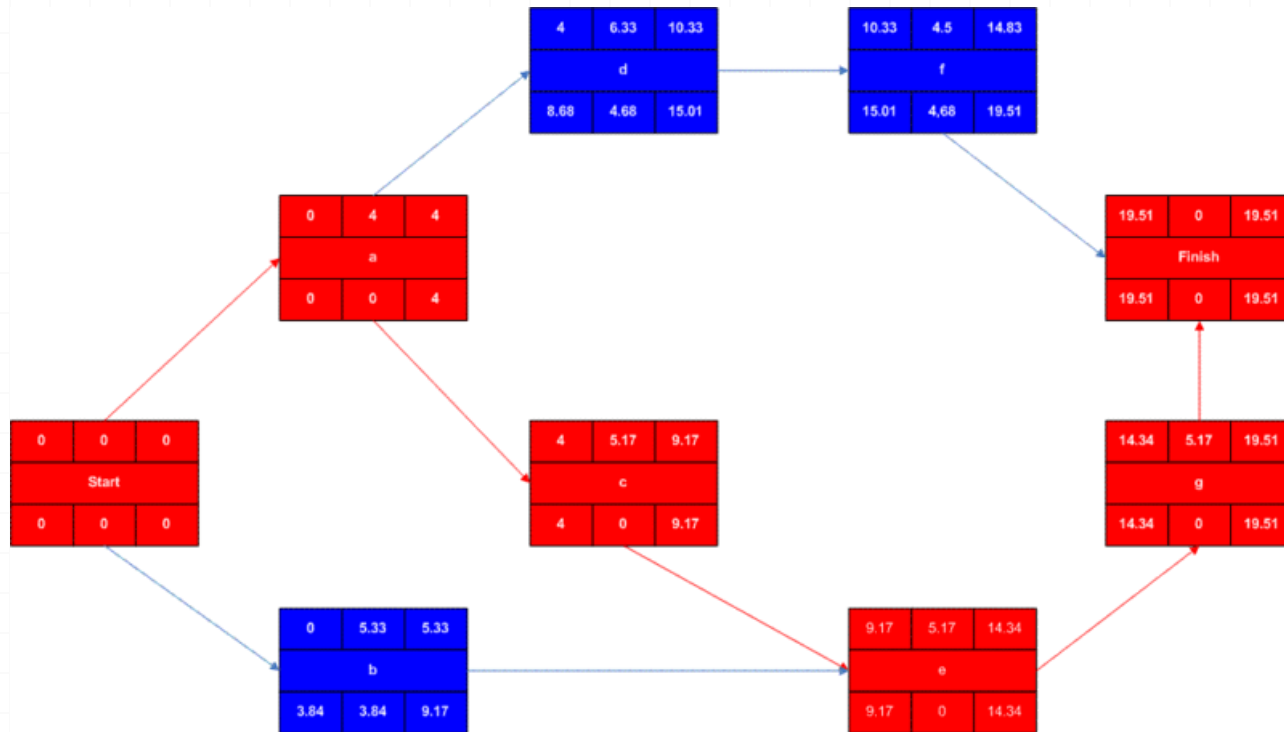 4 6.33 10.33
d
8.68 4.68 15.01
10.33 4.5 14.83
f
15.01 4,68 19.51
0 4 4
a
0 0 4
19.51 0 19.51
Finish
19.51 0 19.51
0 0 0
Start
0 0 0
4 5.17 9.17
c
4 0 9.17
14.34 5.17 19.51
g
14.34 0 19.51
0 5.33 5.33
b
3.84 3.84 9.17
9.17 5.17 14.34
e
9.17 0 14.34